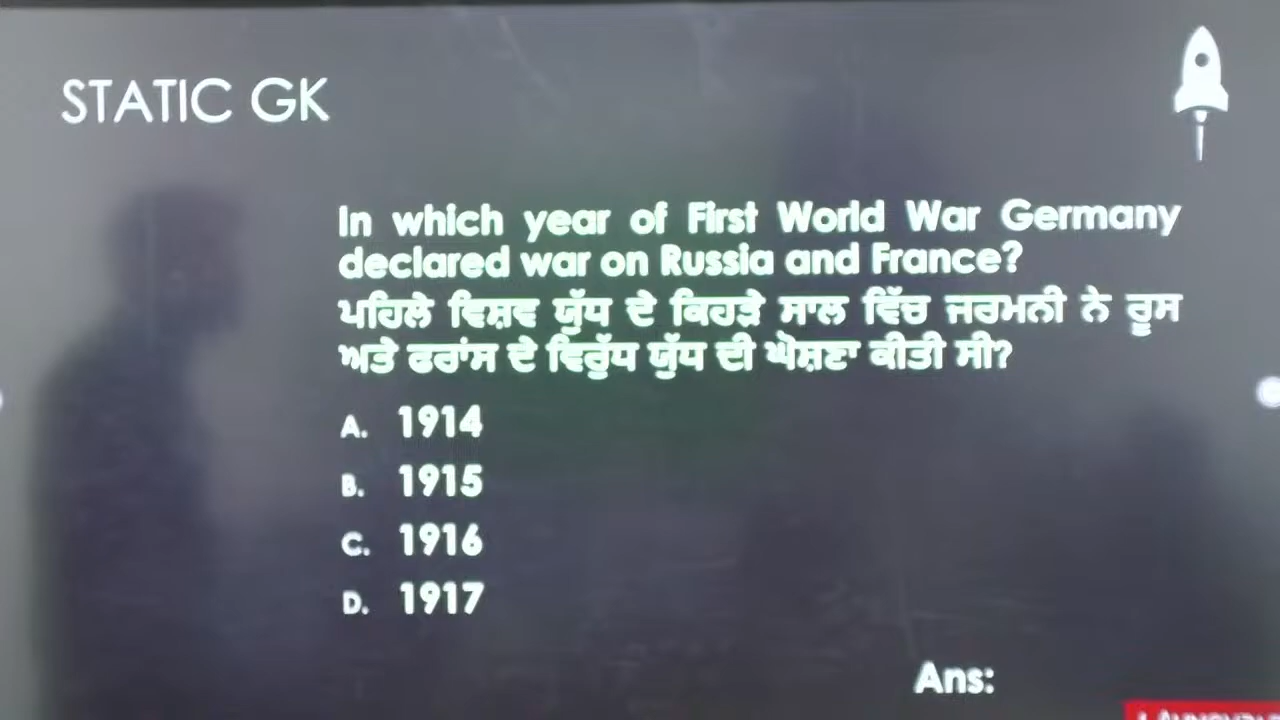 STATIC GK
In which year of First World War Germany
declared war on Russia and France?
ਪਹਿਲੇ ਵਿਸ਼ਵ ਯੁੱਧ ਦੇ ਕਿਹੜੇ ਸਾਲ ਵਿੱਚ ਜਰਮਨੀ ਨੇ ਰੂਸ
ਅਤੇ ਫਰਾਂਸ ਦੇ ਵਿਰੁੱਧ ਯੁੱਧ ਦੀ ਘੋਸ਼ਣਾ ਕੀਤੀ ਸੀ?
A. 1914
B. 1915
C. 1916
D. 1917
Ans: